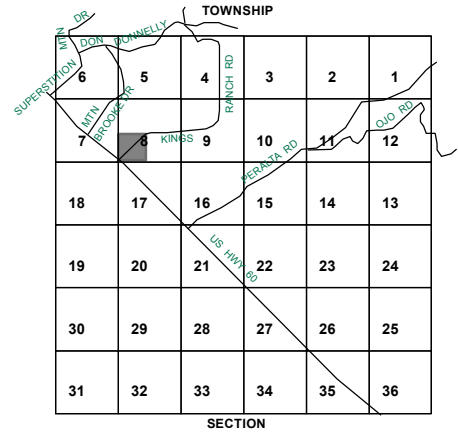 TOWNSHIP
MTN DR
DON DONNELLY
SUPERSTITION
6 5 4 3 2 1
RANCH RD
MTN BROOKE DR
KINGS
OJO RD
7 8 9 10 11 12
PERALTA RD
18 17 16 15 14 13
US HWY 60
19 20 21 22 23 24
30 29 28 27 26 25
31 32 33 34 35 36
SECTION